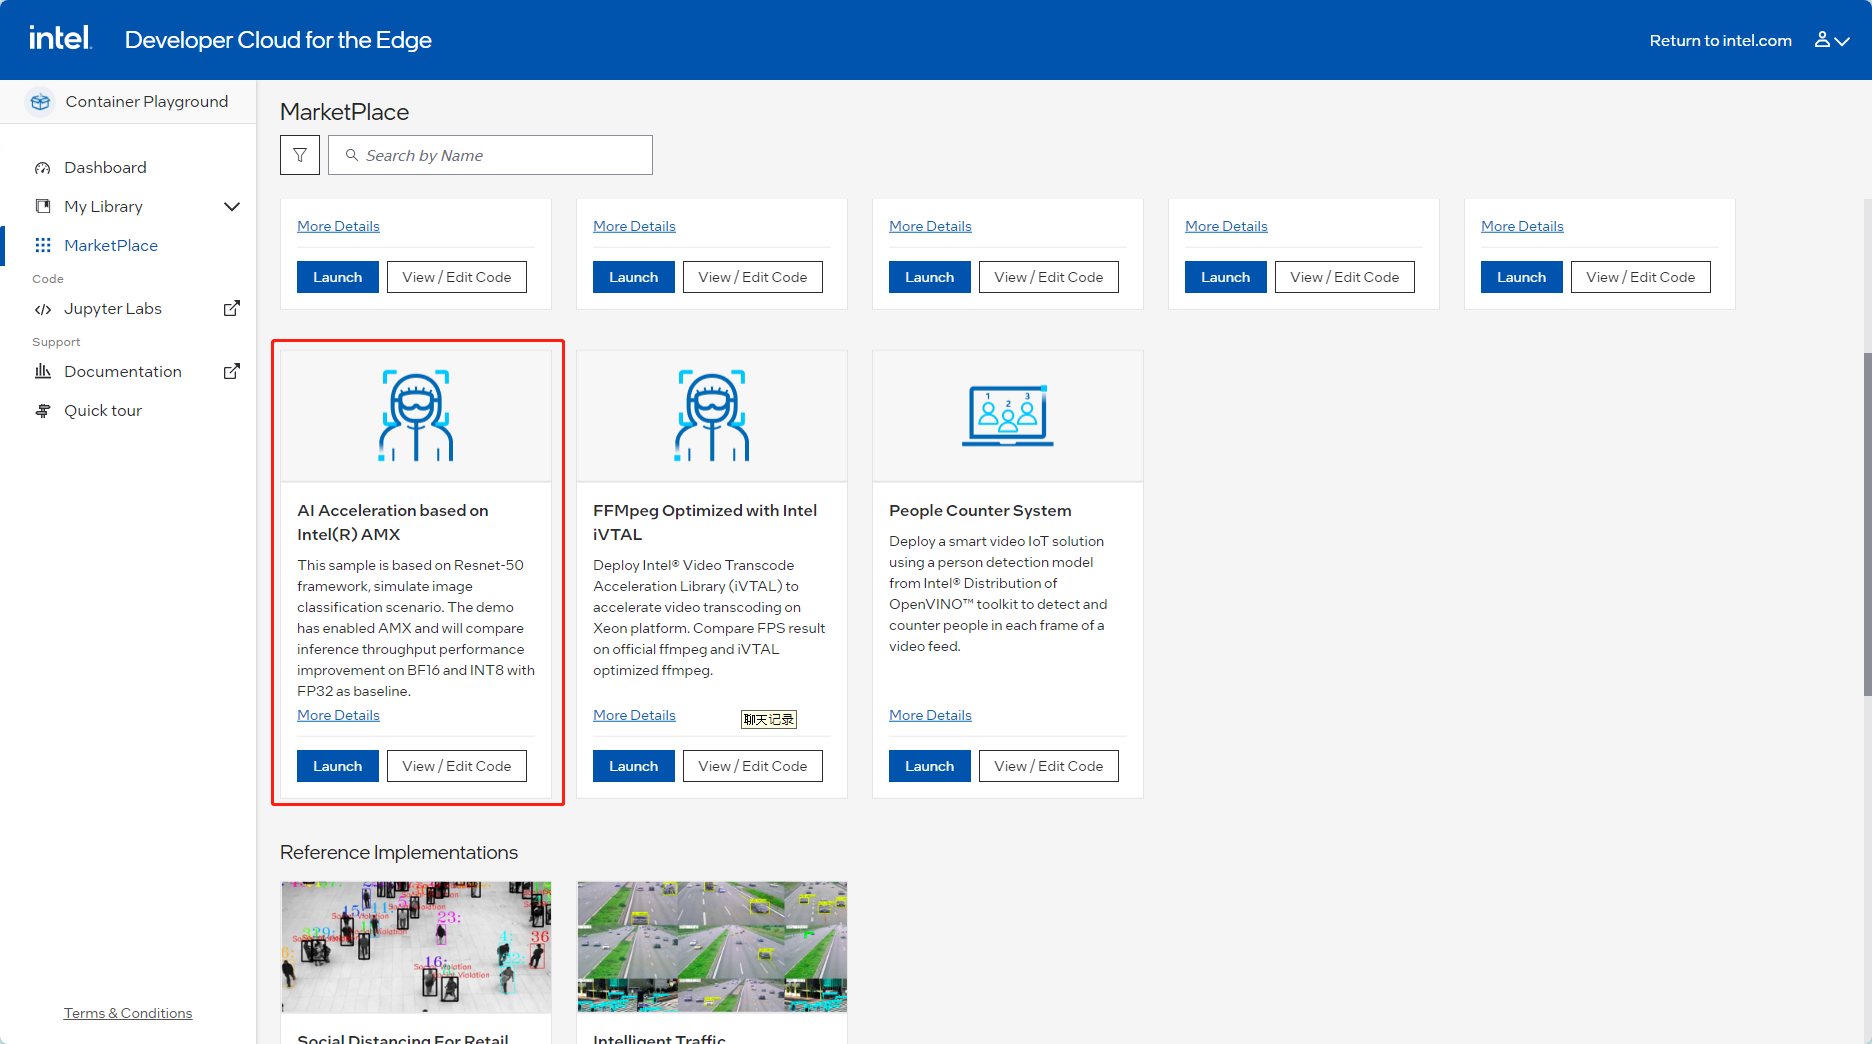 intel.
Developer Cloud for the Edge
Return to intel.com
Container Playground
Dashboard
My Library
MarketPlace
Code
Jupyter Labs
Support
Documentation
Quick tour
Terms & Conditions
MarketPlace
Search by Name
More Details
Launch
View / Edit Code
More Details
Launch
View / Edit Code
More Details
Launch
View / Edit Code
More Details
Launch
View / Edit Code
More Details
Launch
View / Edit Code
AI Acceleration based on
Intel(R) AMX
This sample is based on Resnet-50
framework, simulate image
classification scenario. The demo
has enabled AMX and will compare
inference throughput performance
improvement on BF16 and INT8 with
FP32 as baseline.
More Details
Launch
View / Edit Code
FFMpeg Optimized with Intel
iVTAL
Deploy Intel® Video Transcode
Acceleration Library (iVTAL) to
accelerate video transcoding on
Xeon platform. Compare FPS result
on official ffmpeg and iVTAL
optimized ffmpeg.
More Details
聊天记录
Launch
View / Edit Code
1 2 3
People Counter System
Deploy a smart video IoT solution
using a person detection model
from Intel® Distribution of
OpenVINO™ toolkit to detect and
counter people in each frame of a
video feed.
More Details
Launch
View / Edit Code
Reference Implementations
23:
36
16:
Social Distancing For Retail
Intelligent Traffic